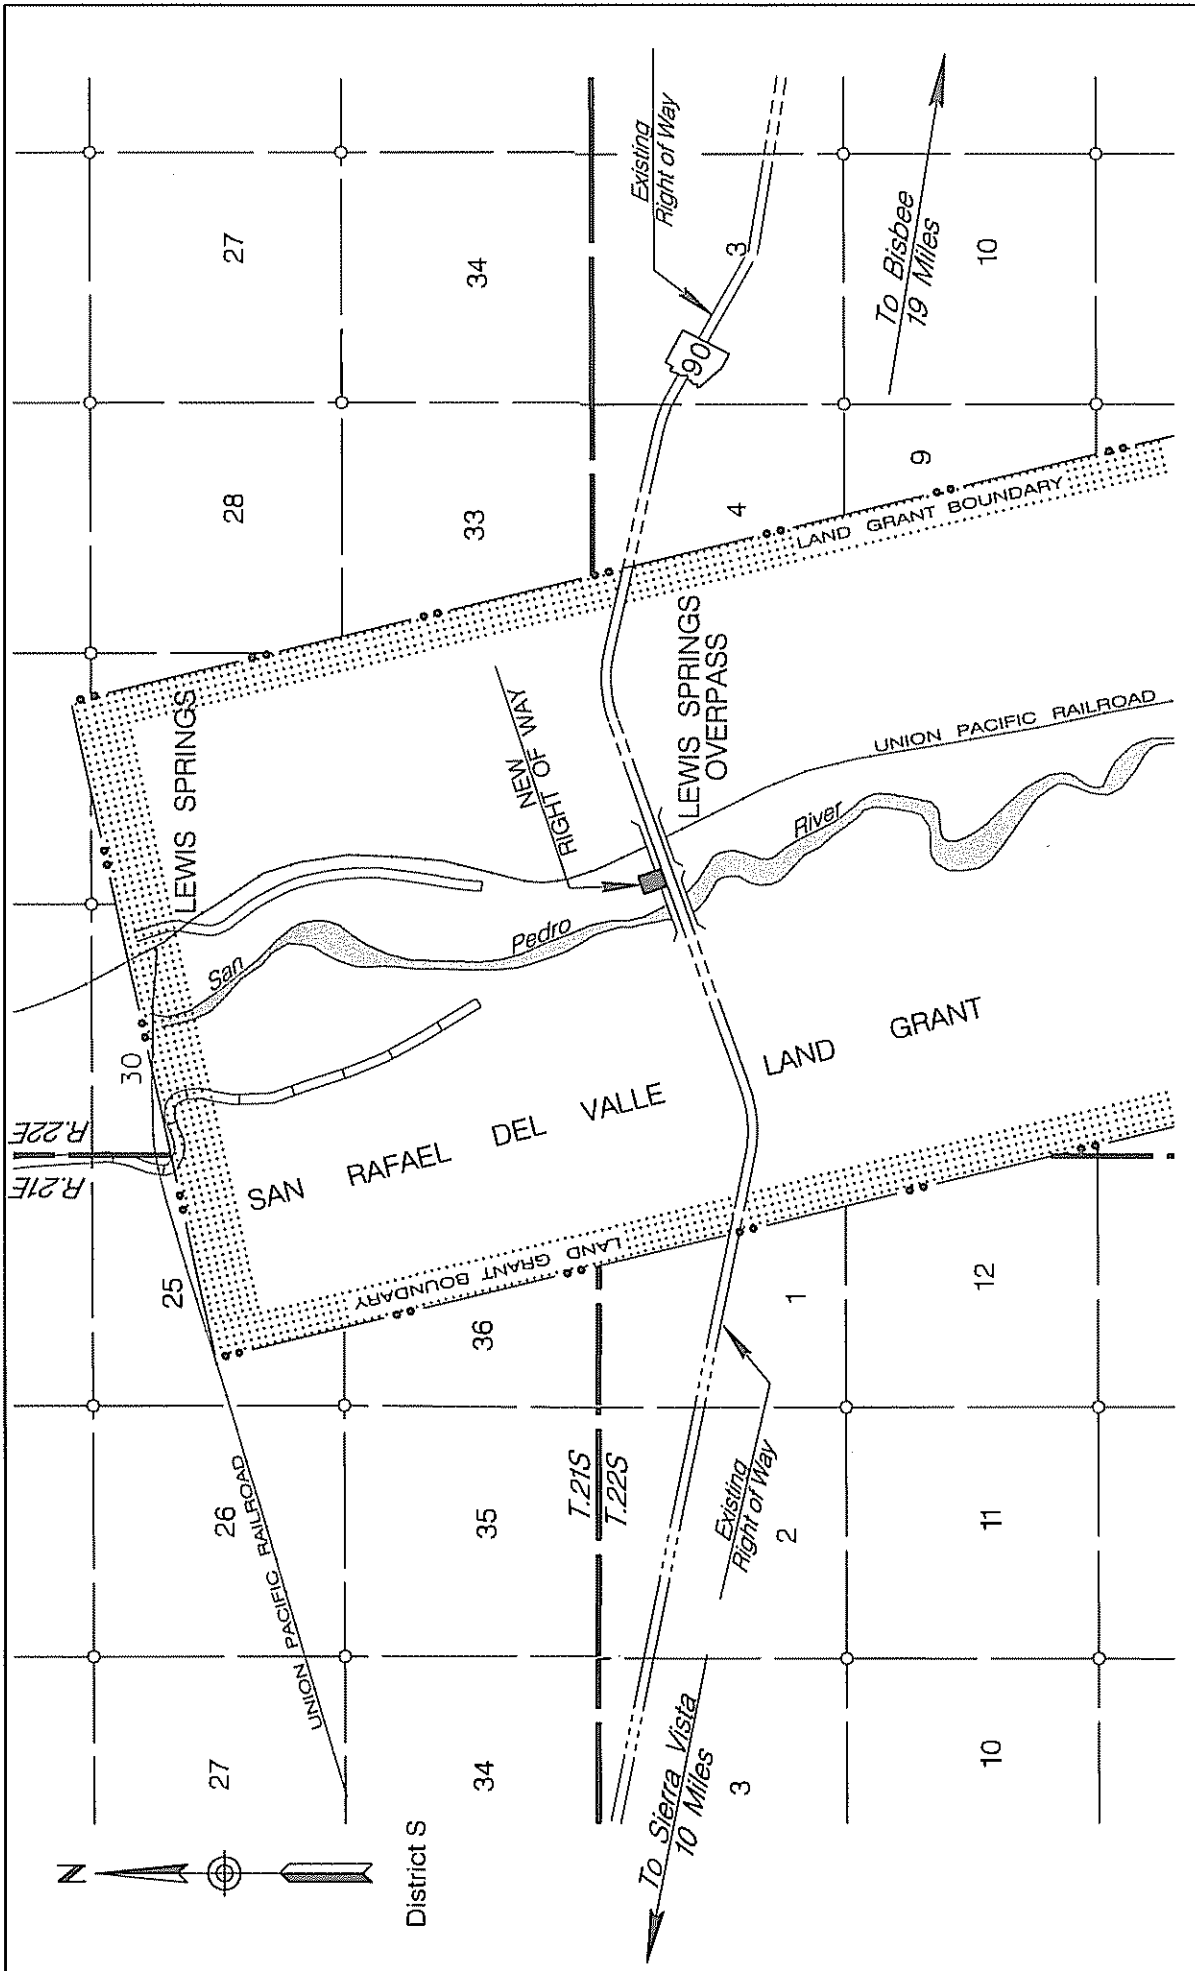 N
District S
R.21E
R.22E
27
26
25
30
28
27
UNION PACIFIC RAILROAD
LEWIS SPRINGS
34
35
36
33
34
San
Pedro
River
SAN RAFAEL DEL VALLE
LAND GRANT
LAND GRANT BOUNDARY
LAND GRANT BOUNDARY
NEW
RIGHT OF WAY
T.21S
T.22S
LEWIS SPRINGS
OVERPASS
UNION PACIFIC RAILROAD
90
Existing
Right of Way
Existing
Right of Way
3
2
1
4
3
To Sierra Vista
10 Miles
To Bisbee
19 Miles
10
11
12
9
10